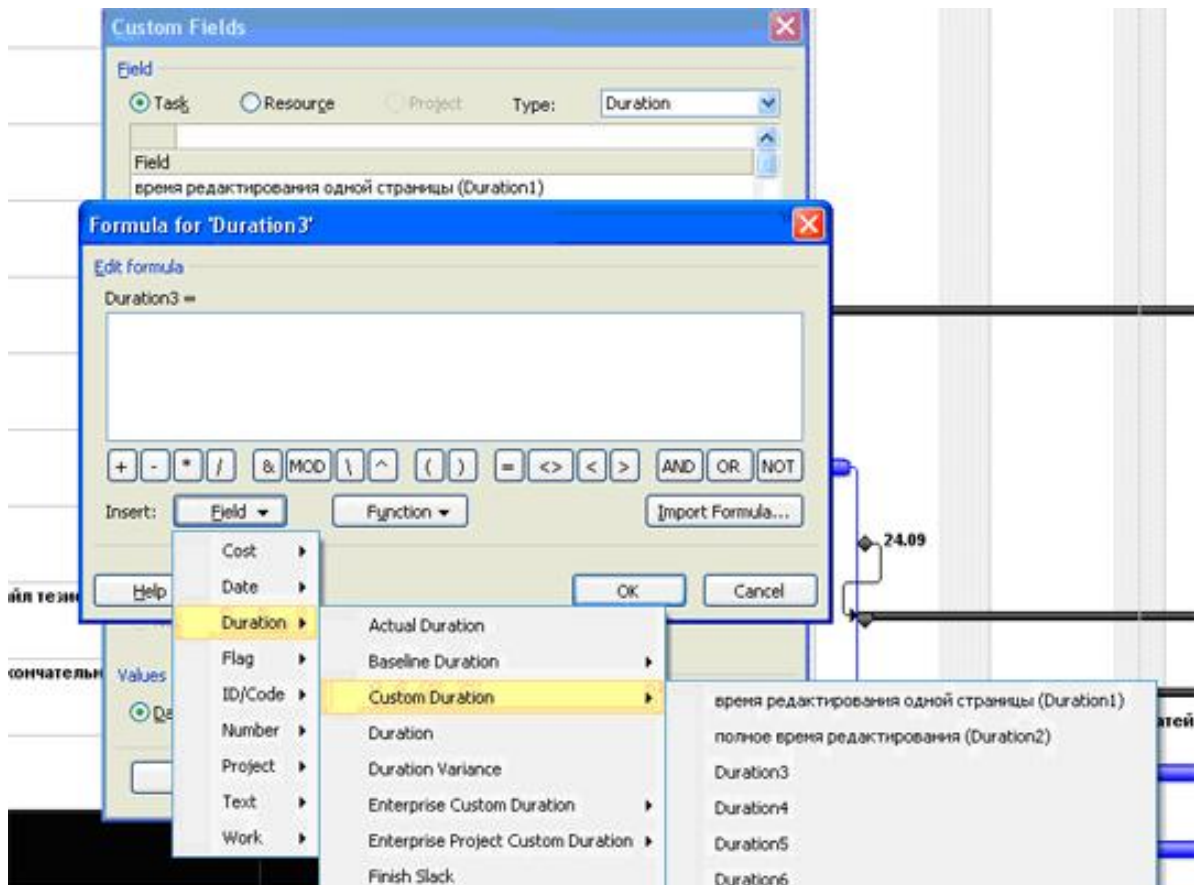 Custom Fields
Field
Task Resource Project Type: Duration
Field
время редактирования одной страницы (Duration1)
Formula for 'Duration3'
Edit formula
Duration3 =
+ - * / & MOD \ ^ ( ) = <> < > AND OR NOT
Insert: Field Function Import Formula...
24.09
Cost
Help Date OK Cancel
Duration Actual Duration
Flag Baseline Duration
Values
ID/Code Custom Duration время редактирования одной страницы (Duration1)
Number Duration полное время редактирования (Duration2)
Project Duration Variance Duration3
Text Enterprise Custom Duration Duration4
Work Enterprise Project Custom Duration Duration5
Finish Slack Duration6